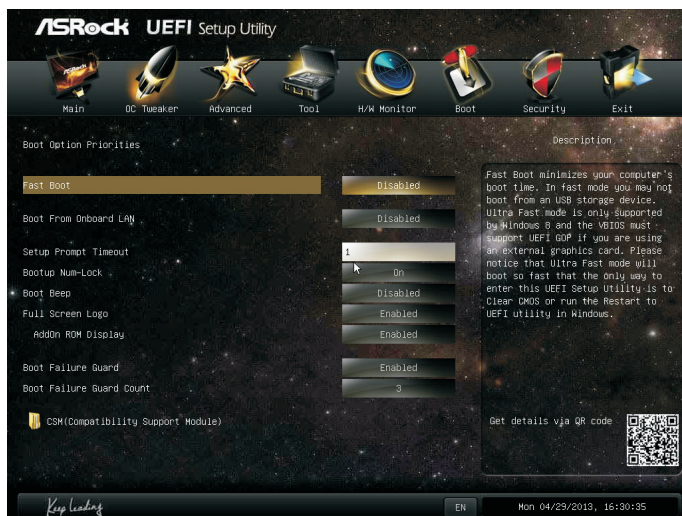 ASRock UEFI Setup Utility
Main OC Tweaker Advanced Tool H/W Monitor Boot Security Exit
Boot Option Priorities
Fast Boot Disabled
Boot From Onboard LAN Disabled
Setup Prompt Timeout 1
Bootup Num-Lock On
Boot Beep Disabled
Full Screen Logo Enabled
AddOn ROM Display Enabled
Boot Failure Guard Enabled
Boot Failure Guard Count 3
CSM(Compatibility Support Module)
Description
Fast Boot minimizes your computer's
boot time. In fast mode you may not
boot from an USB storage device.
Ultra Fast mode is only supported
by Windows 8 and the VBIOS must
support UEFI GOP if you are using
an external graphics card. Please
notice that Ultra Fast mode will
boot so fast that the only way to
enter this UEFI Setup Utility is to
Clear CMOS or run the Restart to
UEFI utility in Windows.
Get details via QR code
Keep Leading
EN
Mon 04/29/2013, 16:30:35